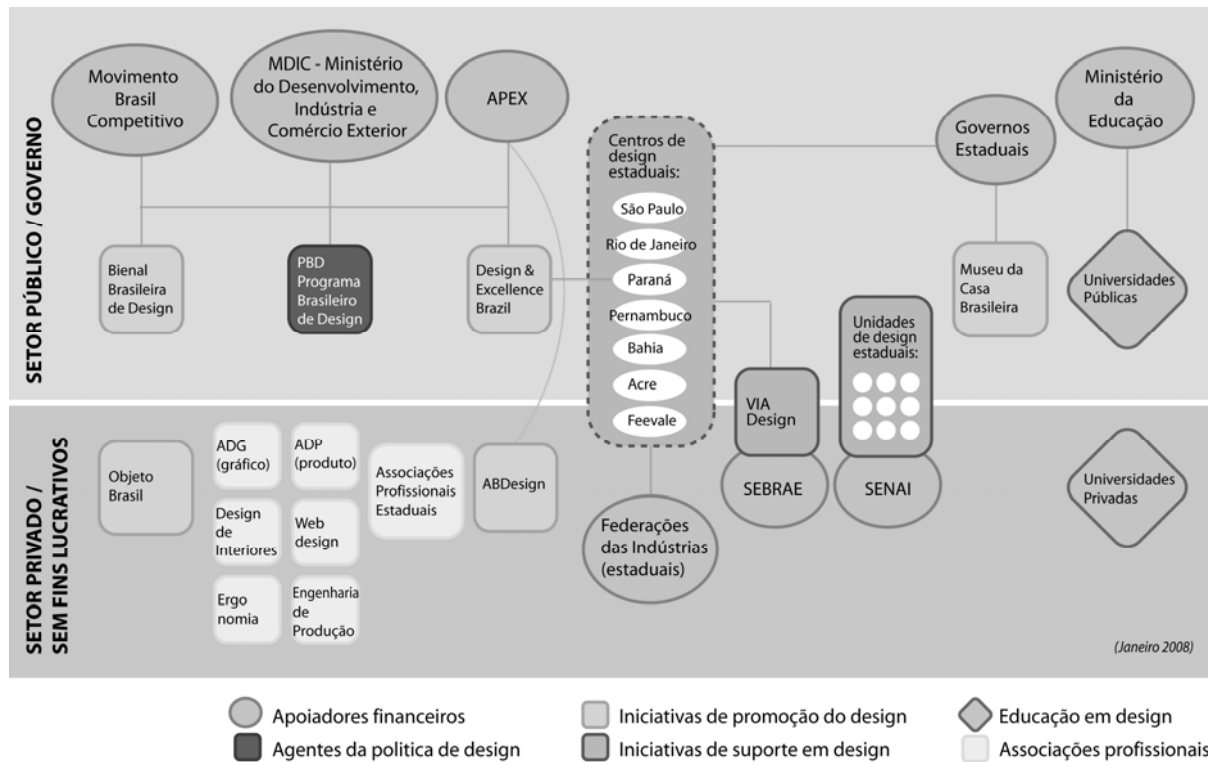 SETOR PÚBLICO / GOVERNO
Movimento
Brasil
Competitivo
MDIC - Ministério
do Desenvolvimento,
Indústria e
Comércio Exterior
APEX
Centros de
design
estaduais:
São Paulo
Rio de Janeiro
Paraná
Pernambuco
Bahia
Acre
Feevale
Governos
Estaduais
Ministério
da
Educação
Bienal
Brasileira
de Design
PBD
Programa
Brasileiro
de Design
Design &
Excellence
Brazil
Museu da
Casa
Brasileira
Universidades
Públicas
Unidades
de design
estaduais:
VIA
Design
SETOR PRIVADO /
SEM FINS LUCRATIVOS
Objeto
Brasil
ADG
(gráfico)
ADP
(produto)
Design
de
Interiores
Web
design
Ergo
nomia
Engenharia
de
Produção
Associações
Profissionais
Estaduais
ABDesign
Federações
das Indústrias
(estaduais)
SEBRAE
SENAI
Universidades
Privadas
(Janeiro 2008)
Apoiadores financeiros
Iniciativas de promoção do design
Educação em design
Agentes da politica de design
Iniciativas de suporte em design
Associações profissionais